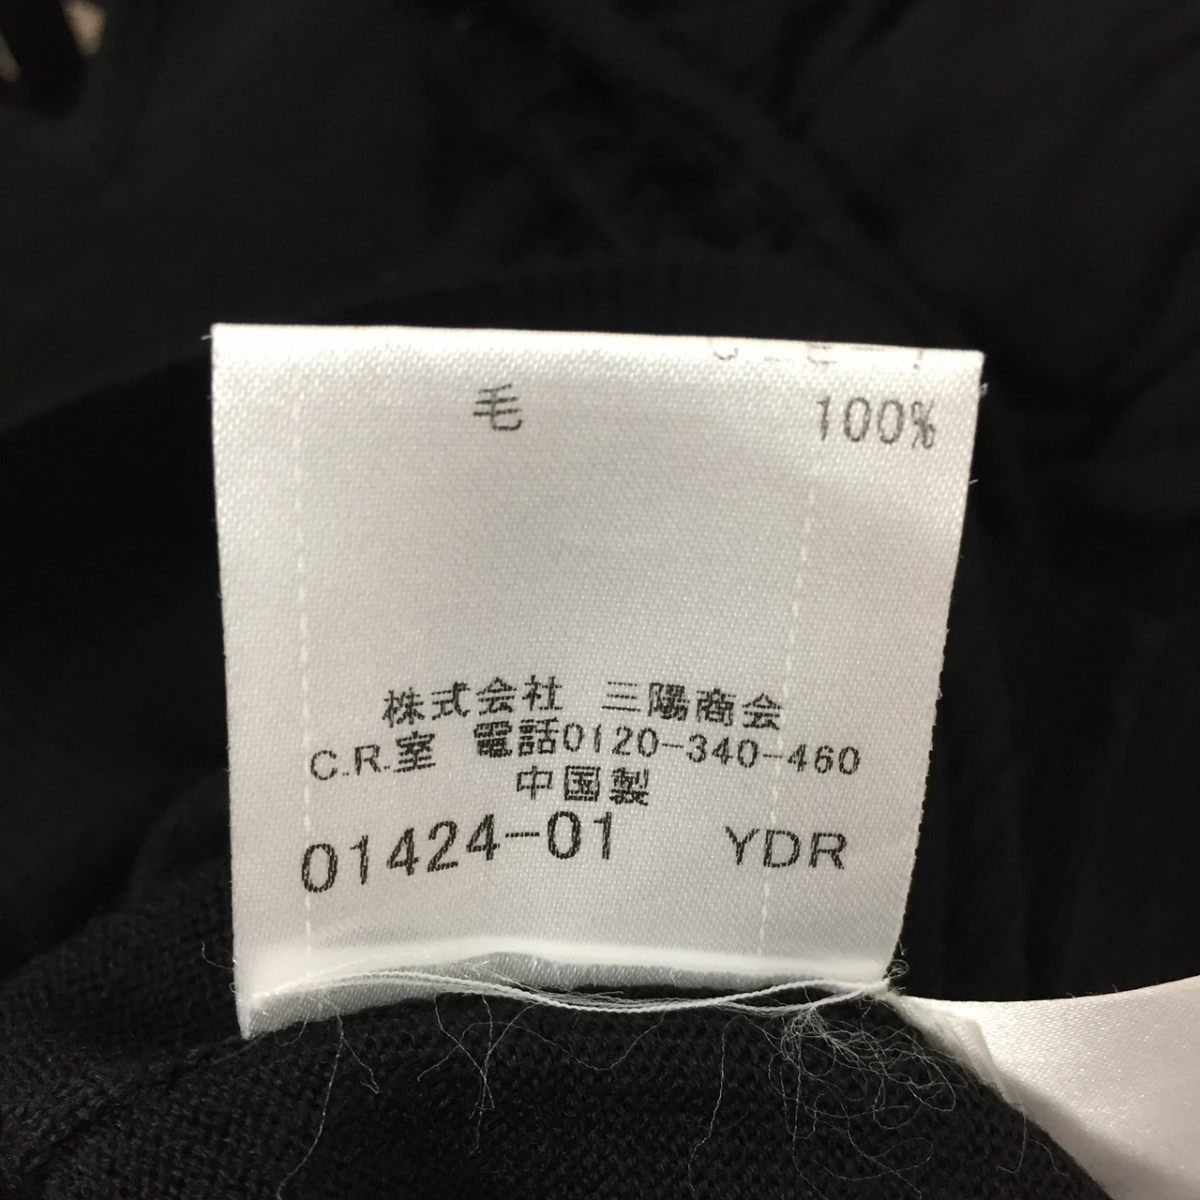 毛 100%
株式会社 三陽商会
C.R.室 電話0120-340-460
中国製
01424-01 YDR